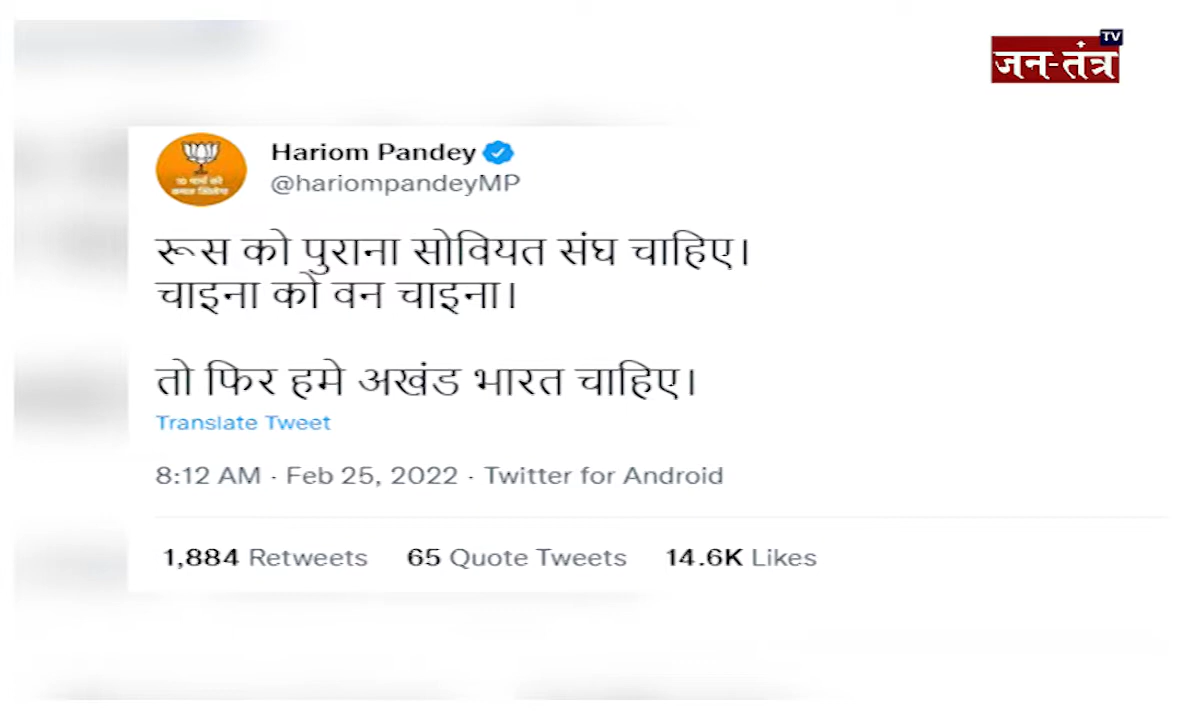 TV
जन-तंत्र
Hariom Pandey
@hariompandeyMP
रूस को पुराना सोवियत संघ चाहिए।
चाइना को वन चाइना।
तो फिर हमे अखंड भारत चाहिए।
Translate Tweet
8:12 AM · Feb 25, 2022 · Twitter for Android
1,884 Retweets 65 Quote Tweets 14.6K Likes